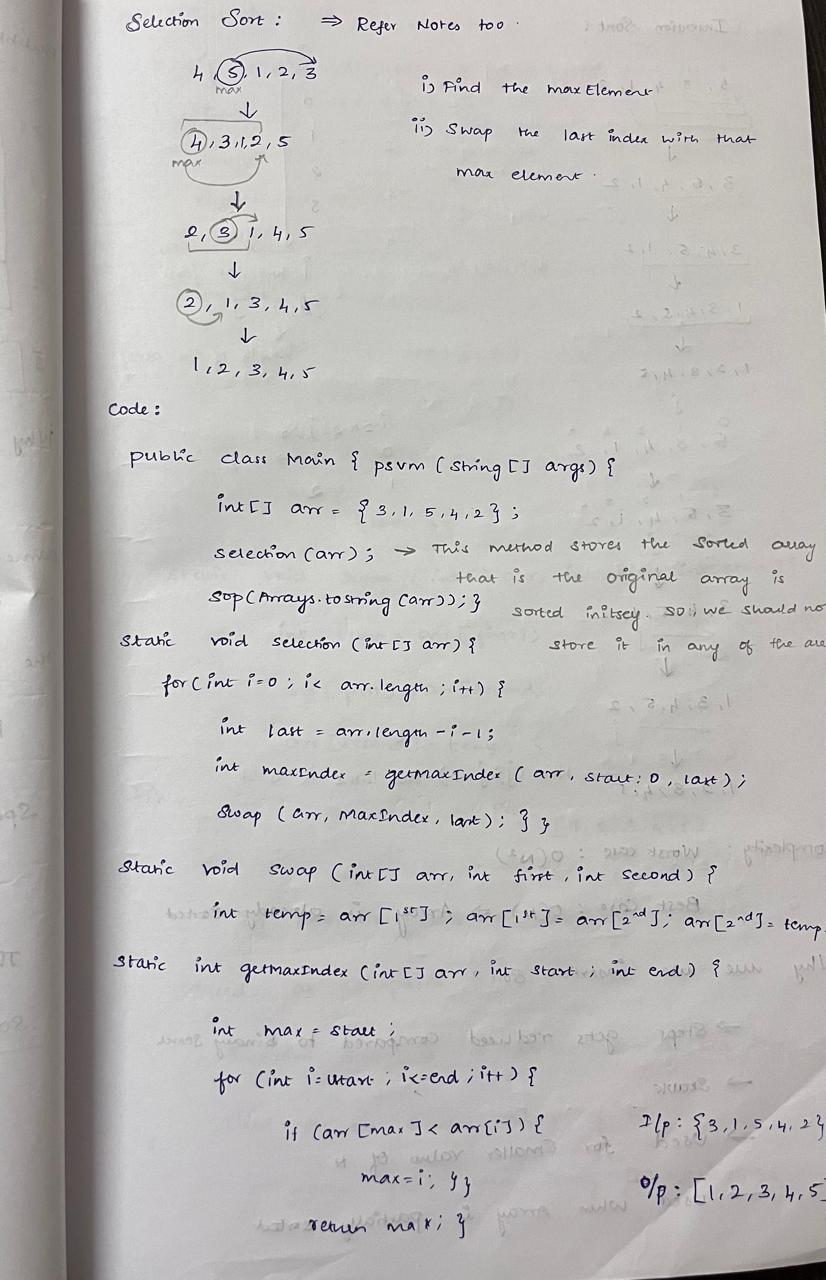 Selection Sort : ⇒ Refer Notes too.
4, 5, 1, 2, 3
max
↓
i) Find the max Element
4, 3, 1, 2, 5
max
ii) Swap the last index with that
max element.
↓
2, 3, 1, 4, 5
↓
2, 1, 3, 4, 5
↓
1, 2, 3, 4, 5
Code :
public class Main { psvm (String [] args) {
int [] arr = { 3, 1, 5, 4, 2 } ;
selection (arr) ; → This method stores the sorted array
that is the original array is
sop (Arrays.toString (arr)) ; } sorted initsey. So, we should no
store it in any of the are
static void selection (int [] arr) {
for (int i=0 ; i< arr.length ; i++) {
int last = arr.length - i - 1 ;
int maxIndex = getmaxIndex ( arr, start: 0, last ) ;
swap ( arr, maxIndex, last ) ; } }
static void swap (int [] arr, int first , int second ) {
int temp = arr [1st] ; arr [1st] = arr [2nd] ; arr [2nd] = temp
static int getmaxIndex (int [] arr , int start ; int end) {
int max = start ;
for (int i=start ; i<=end ; i++) {
if (arr [max] < arr[i]) {
max=i; } }
return max; }
I/p : {3, 1, 5, 4, 2}
O/p : [1, 2, 3, 4, 5]